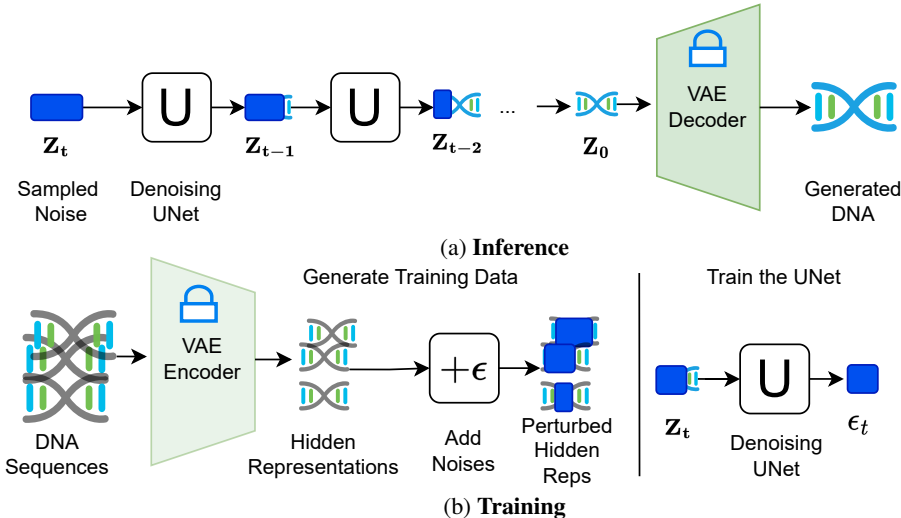 U
U
...
VAE
Decoder
z_t
z_{t−1}
z_{t−2}
z_0
Sampled
Noise
Denoising
UNet
Generated
DNA
(a) Inference
Generate Training Data
Train the UNet
VAE
Encoder
+ϵ
U
z_t
ϵ_t
DNA
Sequences
Hidden
Representations
Add
Noises
Perturbed
Hidden
Reps
Denoising
UNet
(b) Training